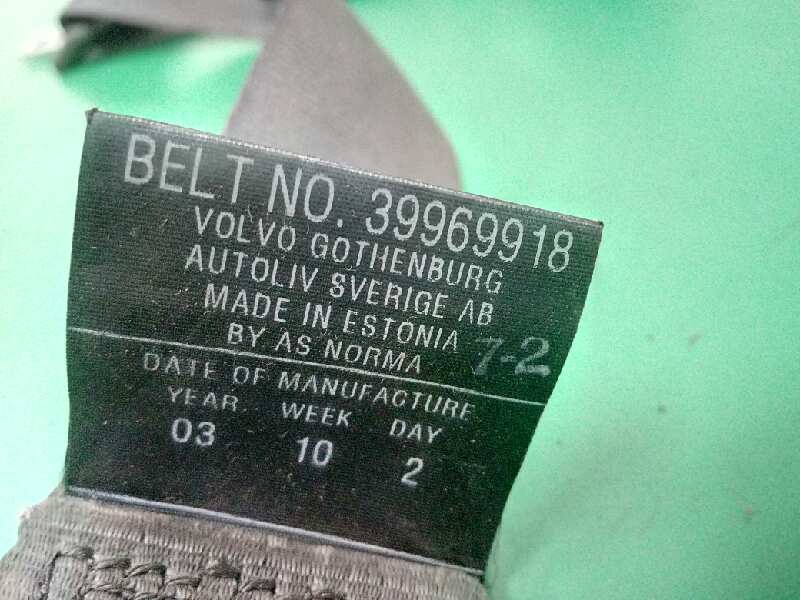 BELT NO. 39969918
VOLVO GOTHENBURG
AUTOLIV SVERIGE AB
MADE IN ESTONIA
BY AS NORMA 7-2
DATE OF MANUFACTURE
YEAR WEEK DAY
03 10 2